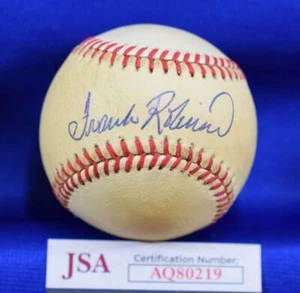 Frank Robinson
JSA
Certification Number
AQ80219